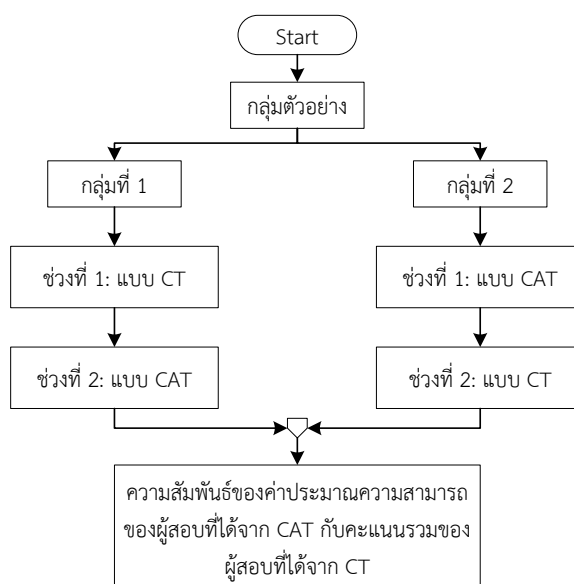 Start
กลุ่มตัวอย่าง
กลุ่มที่ 1
กลุ่มที่ 2
ช่วงที่ 1: แบบ CT
ช่วงที่ 1: แบบ CAT
ช่วงที่ 2: แบบ CAT
ช่วงที่ 2: แบบ CT
ความสัมพันธ์ของค่าประมาณความสามารถ
ของผู้สอบที่ได้จาก CAT กับคะแนนรวมของ
ผู้สอบที่ได้จาก CT